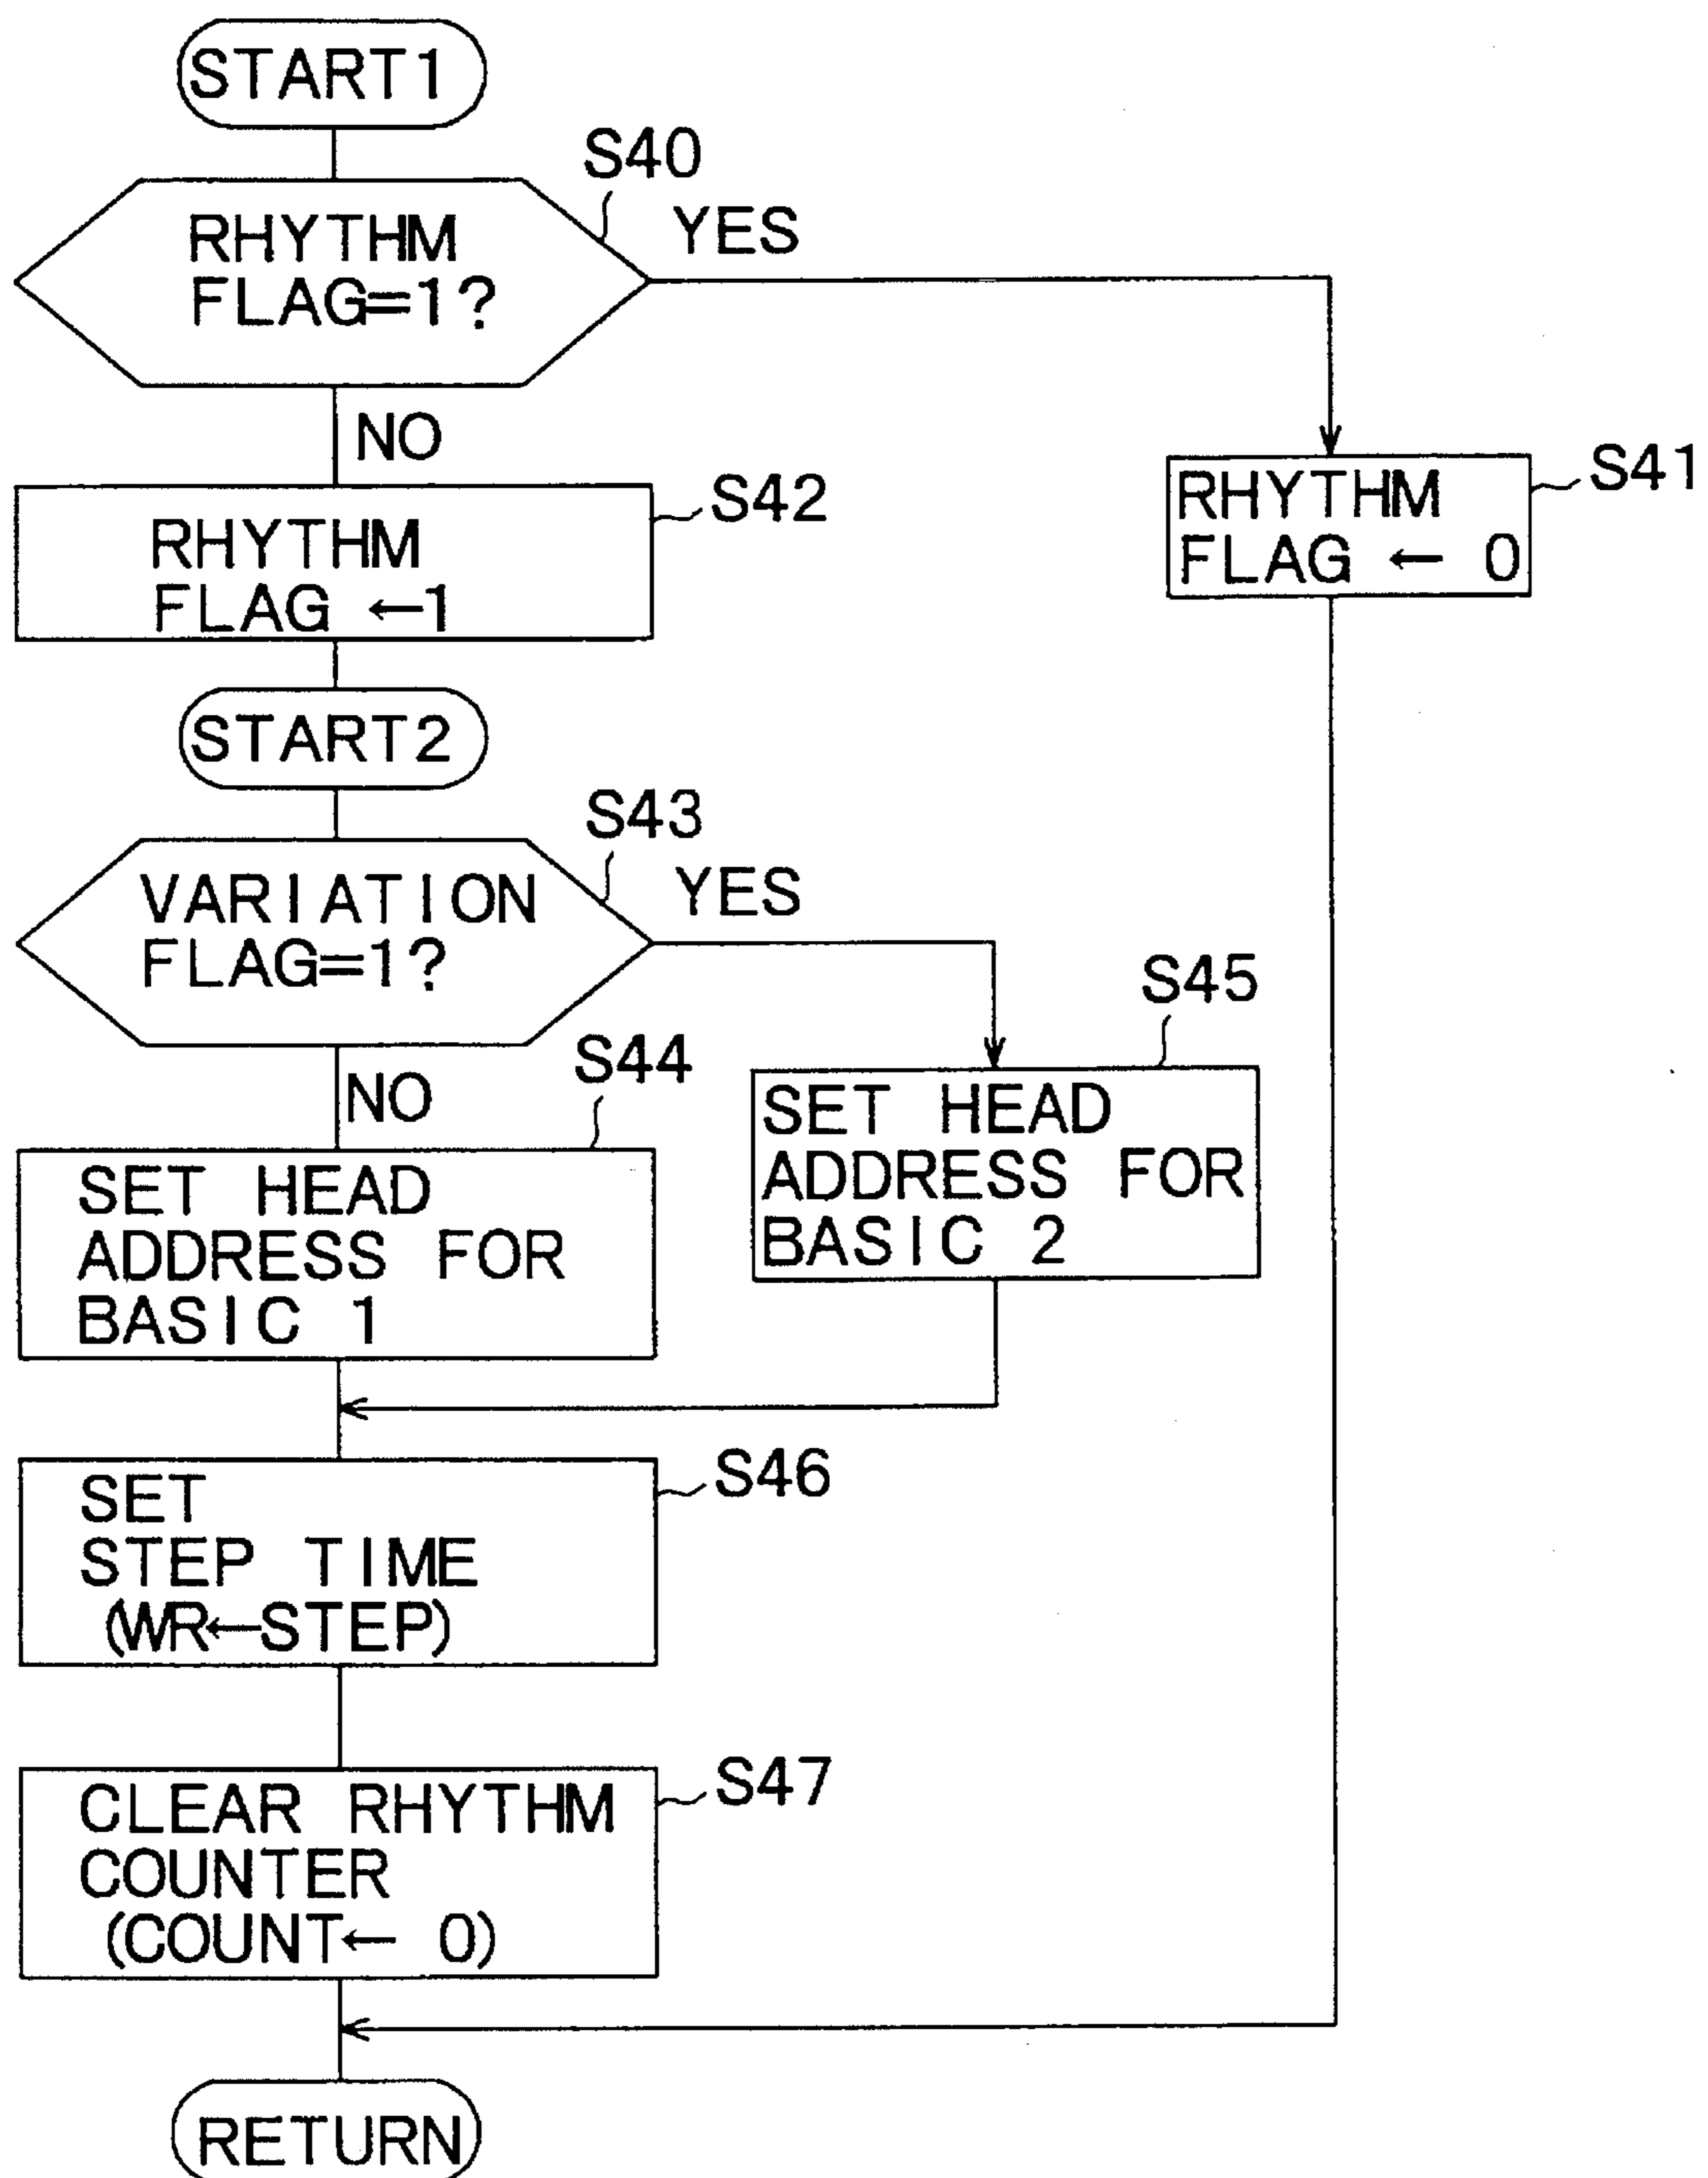 START1
S40
RHYTHM
FLAG=1?
YES
NO
S41
RHYTHM
FLAG ← 0
S42
RHYTHM
FLAG ←1
START2
S43
VARIATION
FLAG=1?
YES
NO
S44
SET HEAD
ADDRESS FOR
BASIC 1
S45
SET HEAD
ADDRESS FOR
BASIC 2
S46
SET
STEP TIME
(WR←STEP)
S47
CLEAR RHYTHM
COUNTER
(COUNT← 0)
RETURN